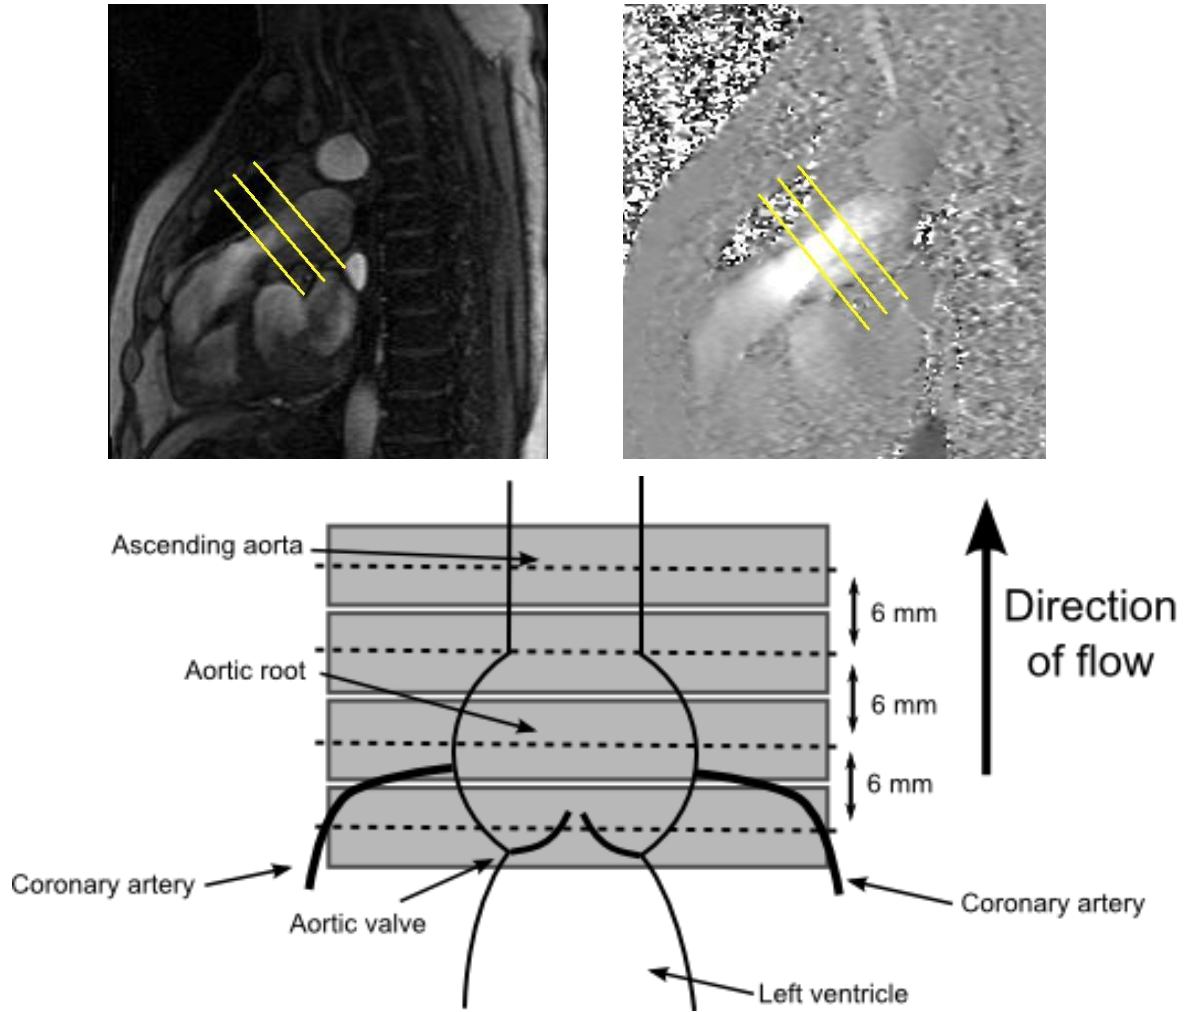 Ascending aorta
6 mm
Direction
of flow
Aortic root
6 mm
6 mm
Coronary artery
Aortic valve
Coronary artery
Left ventricle